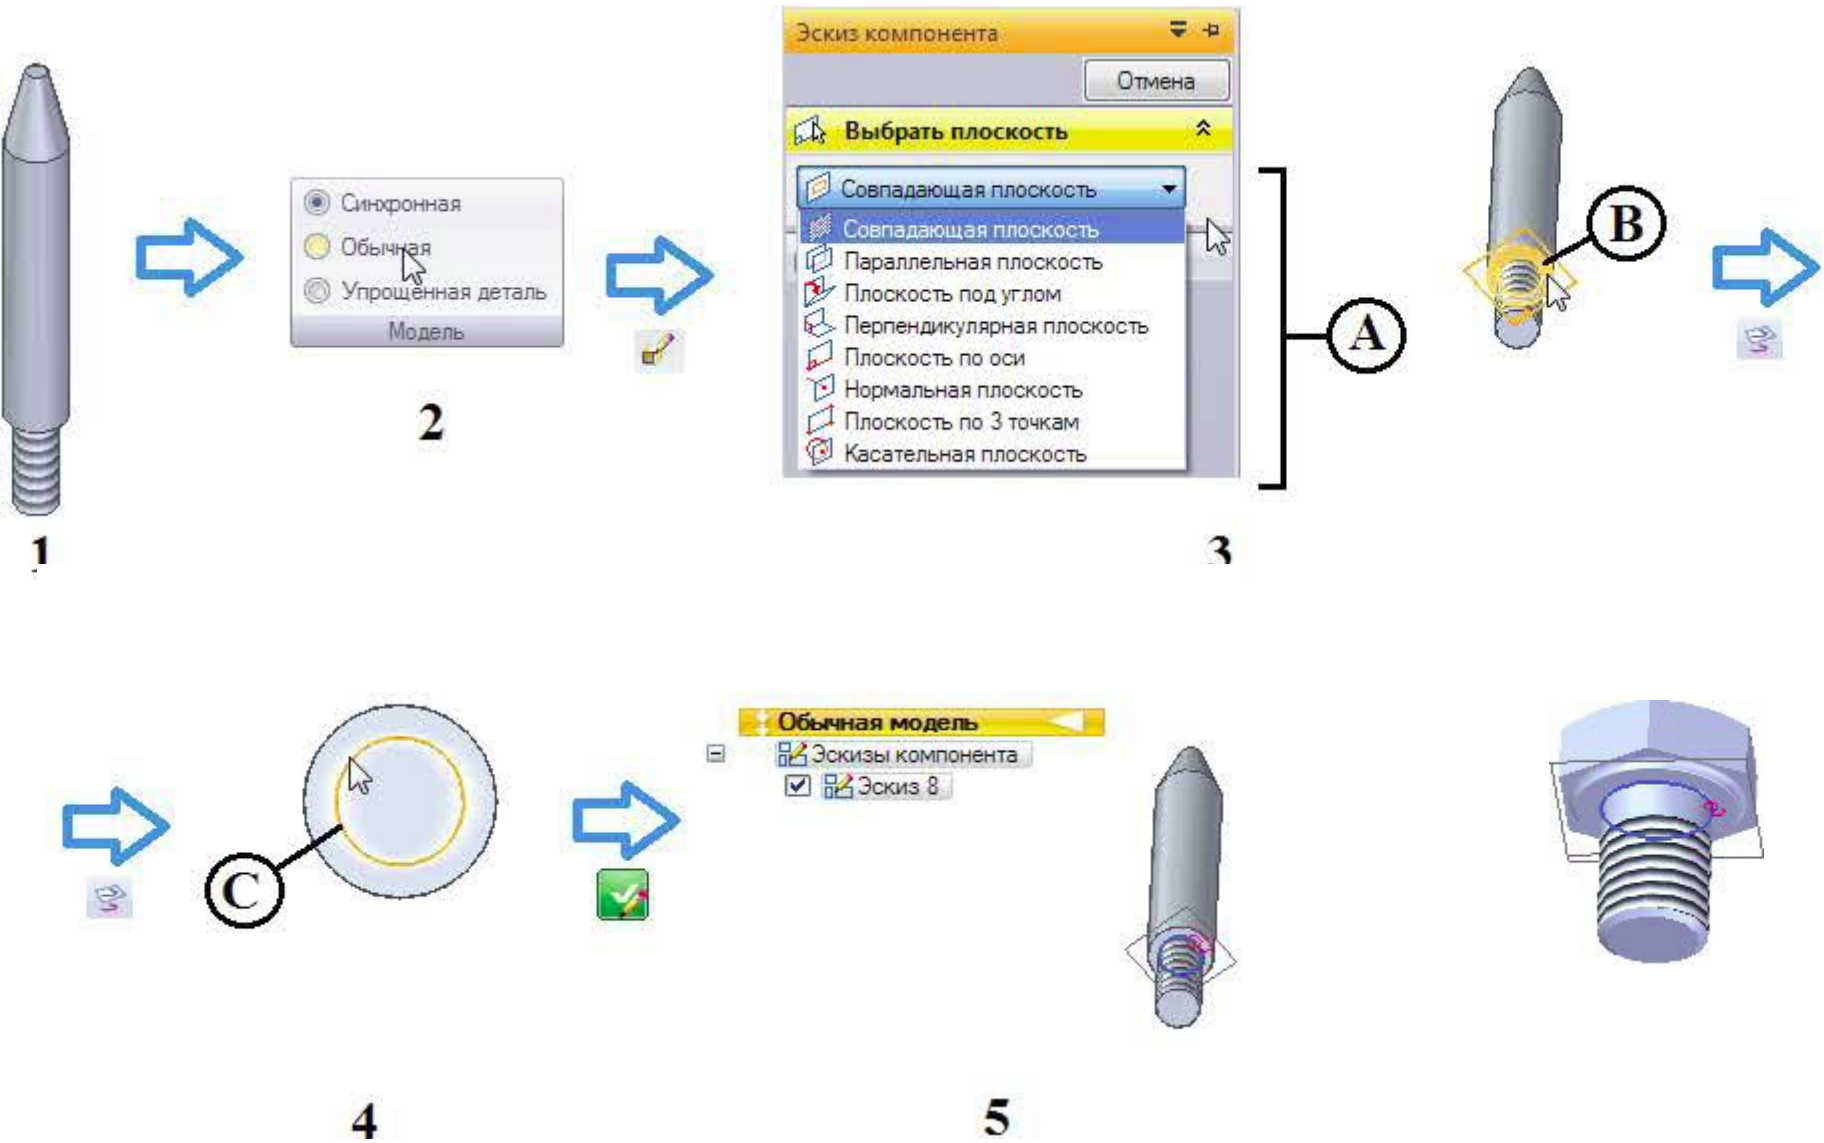 Эскиз компонента
Отмена
Выбрать плоскость
Совпадающая плоскость
Совпадающая плоскость
Параллельная плоскость
Плоскость под углом
Перпендикулярная плоскость
Плоскость по оси
Нормальная плоскость
Плоскость по 3 точкам
Касательная плоскость
Синхронная
Обычная
Упрощенная деталь
Модель
A
B
1
2
3
C
Обычная модель
Эскизы компонента
Эскиз 8
4
5